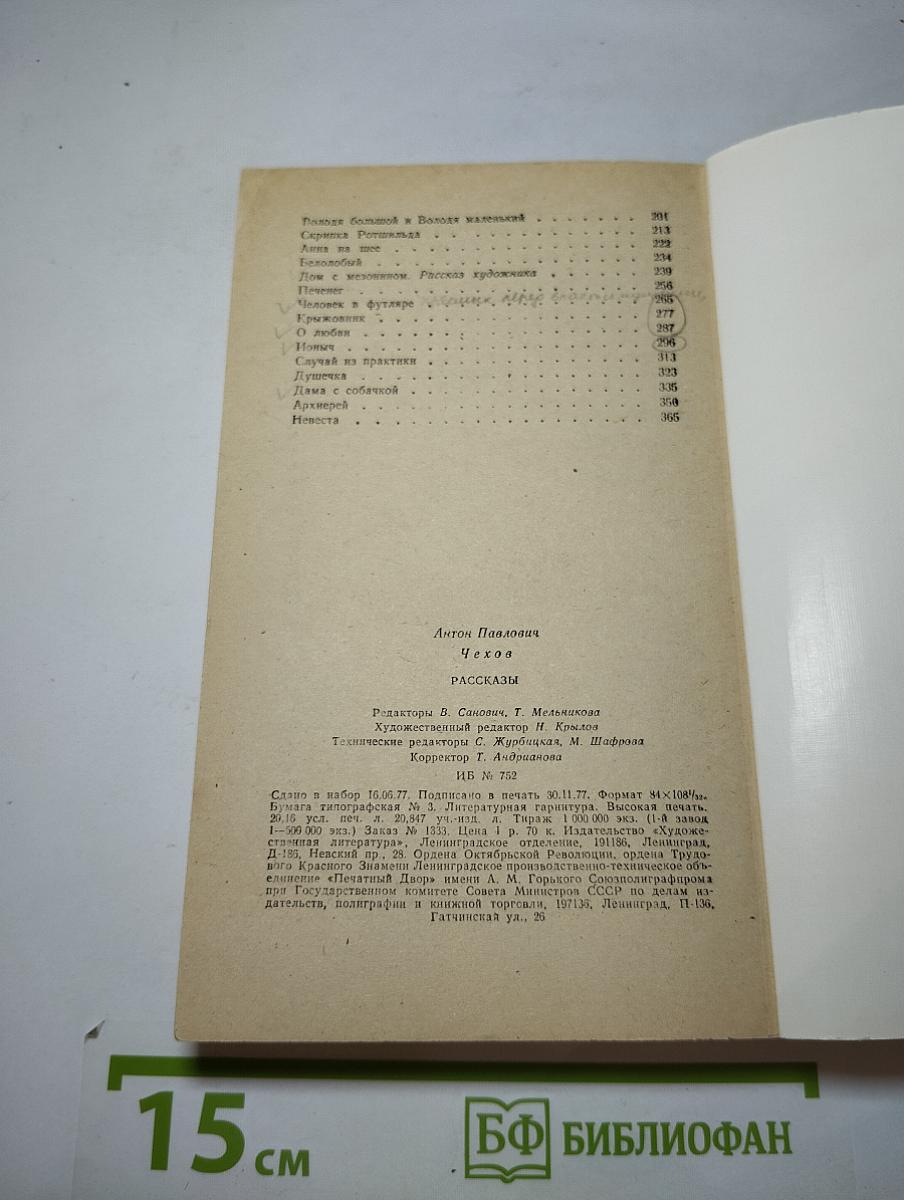 Володя большой и Володя маленький . . . . . . . 201
Скрипка Ротшильда . . . . . . . . . . . . 213
Анна на шее . . . . . . . . . . . . . . 222
Белолобый . . . . . . . . . . . . . . . 234
Дом с мезонином. Рассказ художника . . . . . . 239
Печенег . . . . . . . . . . . . . . . . 256
Человек в футляре . . . . . . . . . . . . 265
Крыжовник . . . . . . . . . . . . . . . 277
О любви . . . . . . . . . . . . . . . . 287
Ионыч . . . . . . . . . . . . . . . . . 296
Случай из практики . . . . . . . . . . . . 313
Душечка . . . . . . . . . . . . . . . . 323
Дама с собачкой . . . . . . . . . . . . . 335
Архиерей . . . . . . . . . . . . . . . . 350
Невеста . . . . . . . . . . . . . . . . 365
Антон Павлович
Чехов
РАССКАЗЫ
Редакторы В. Санович, Т. Мельникова
Художественный редактор Н. Крылов
Технические редакторы С. Журбицкая, М. Шафрова
Корректор Т. Андрианова
ИБ № 752
Сдано в набор 16.06.77. Подписано в печать 30.11.77. Формат 84×108¹/₃₂.
Бумага типографская № 3. Литературная гарнитура. Высокая печать.
20,16 усл. печ. л. 20,847 уч.-изд. л. Тираж 1 000 000 экз. (1-й завод
1—500 000 экз.) Заказ № 1333. Цена 1 р. 70 к. Издательство «Художе-
ственная литература», Ленинградское отделение, 191186, Ленинград,
Д-186, Невский пр., 28. Ордена Октябрьской Революции, ордена Трудо-
вого Красного Знамени Ленинградское производственно-техническое объ-
единение «Печатный Двор» имени А. М. Горького Союзполиграфпрома
при Государственном комитете Совета Министров СССР по делам из-
дательств, полиграфии и книжной торговли, 197136, Ленинград, П-136,
Гатчинская ул., 26
15 см
БФ БИБЛИОФАН